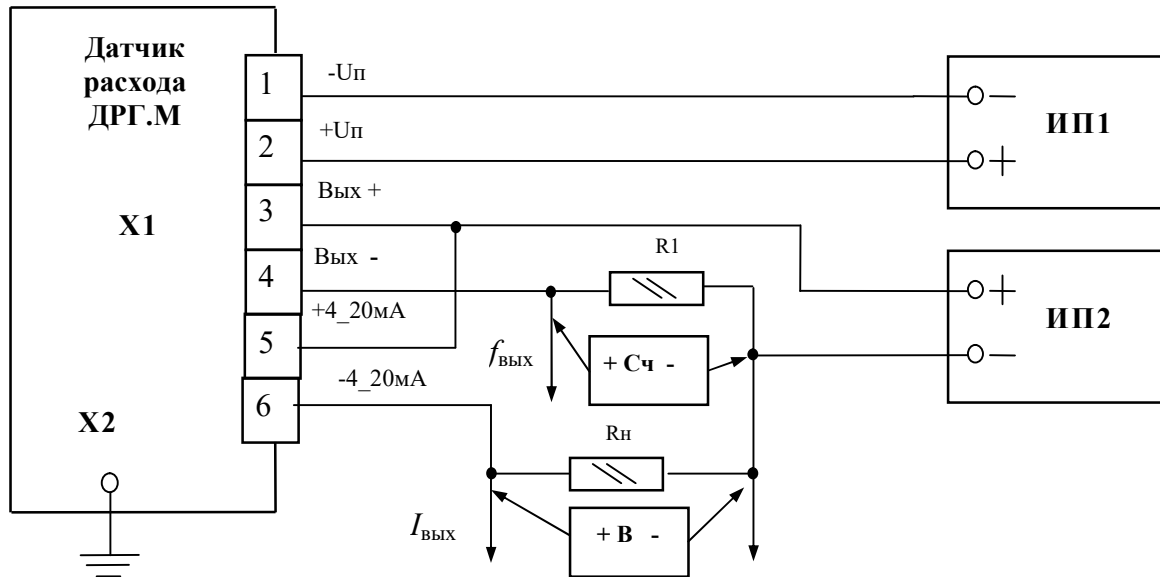 Датчик
расхода
ДРГ.М
X1
X2
1
-Uп
2
+Uп
3
Вых +
4
Вых -
+4_20мА
5
-4_20мА
6
R1
fвых
+ Сч -
Rн
Iвых
+ В -
ИП1
−
+
ИП2
+
−